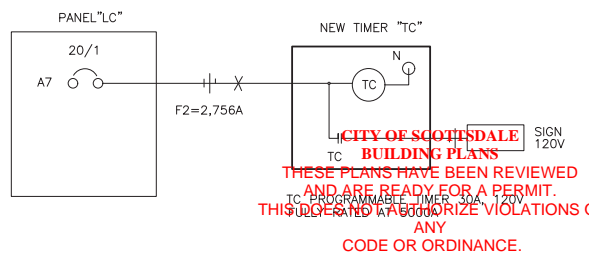 PANEL"LC"
NEW TIMER "TC"
20/1
A7
N
TC
F2=2,756A
TC
SIGN
120V
CITY OF SCOTTSDALE
BUILDING PLANS
THESE PLANS HAVE BEEN REVIEWED
AND ARE READY FOR A PERMIT.
TC PROGRAMMABLE TIMER 30A, 120V
FULLY RATED AT 5000A
THIS DOES NOT AUTHORIZE VIOLATIONS O
ANY
CODE OR ORDINANCE.